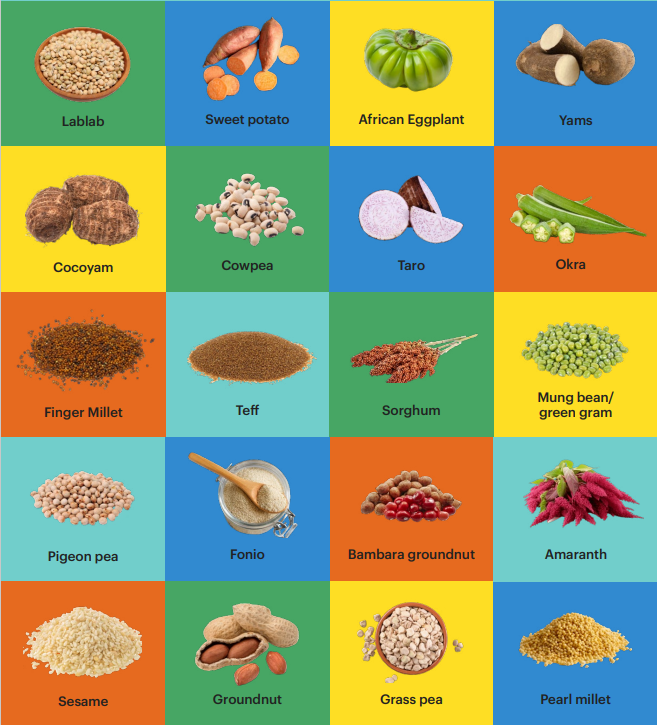 Lablab
Sweet potato
African Eggplant
Yams
Cocoyam
Cowpea
Taro
Okra
Finger Millet
Teff
Sorghum
Mung bean/
green gram
Pigeon pea
Fonio
Bambara groundnut
Amaranth
Sesame
Groundnut
Grass pea
Pearl millet